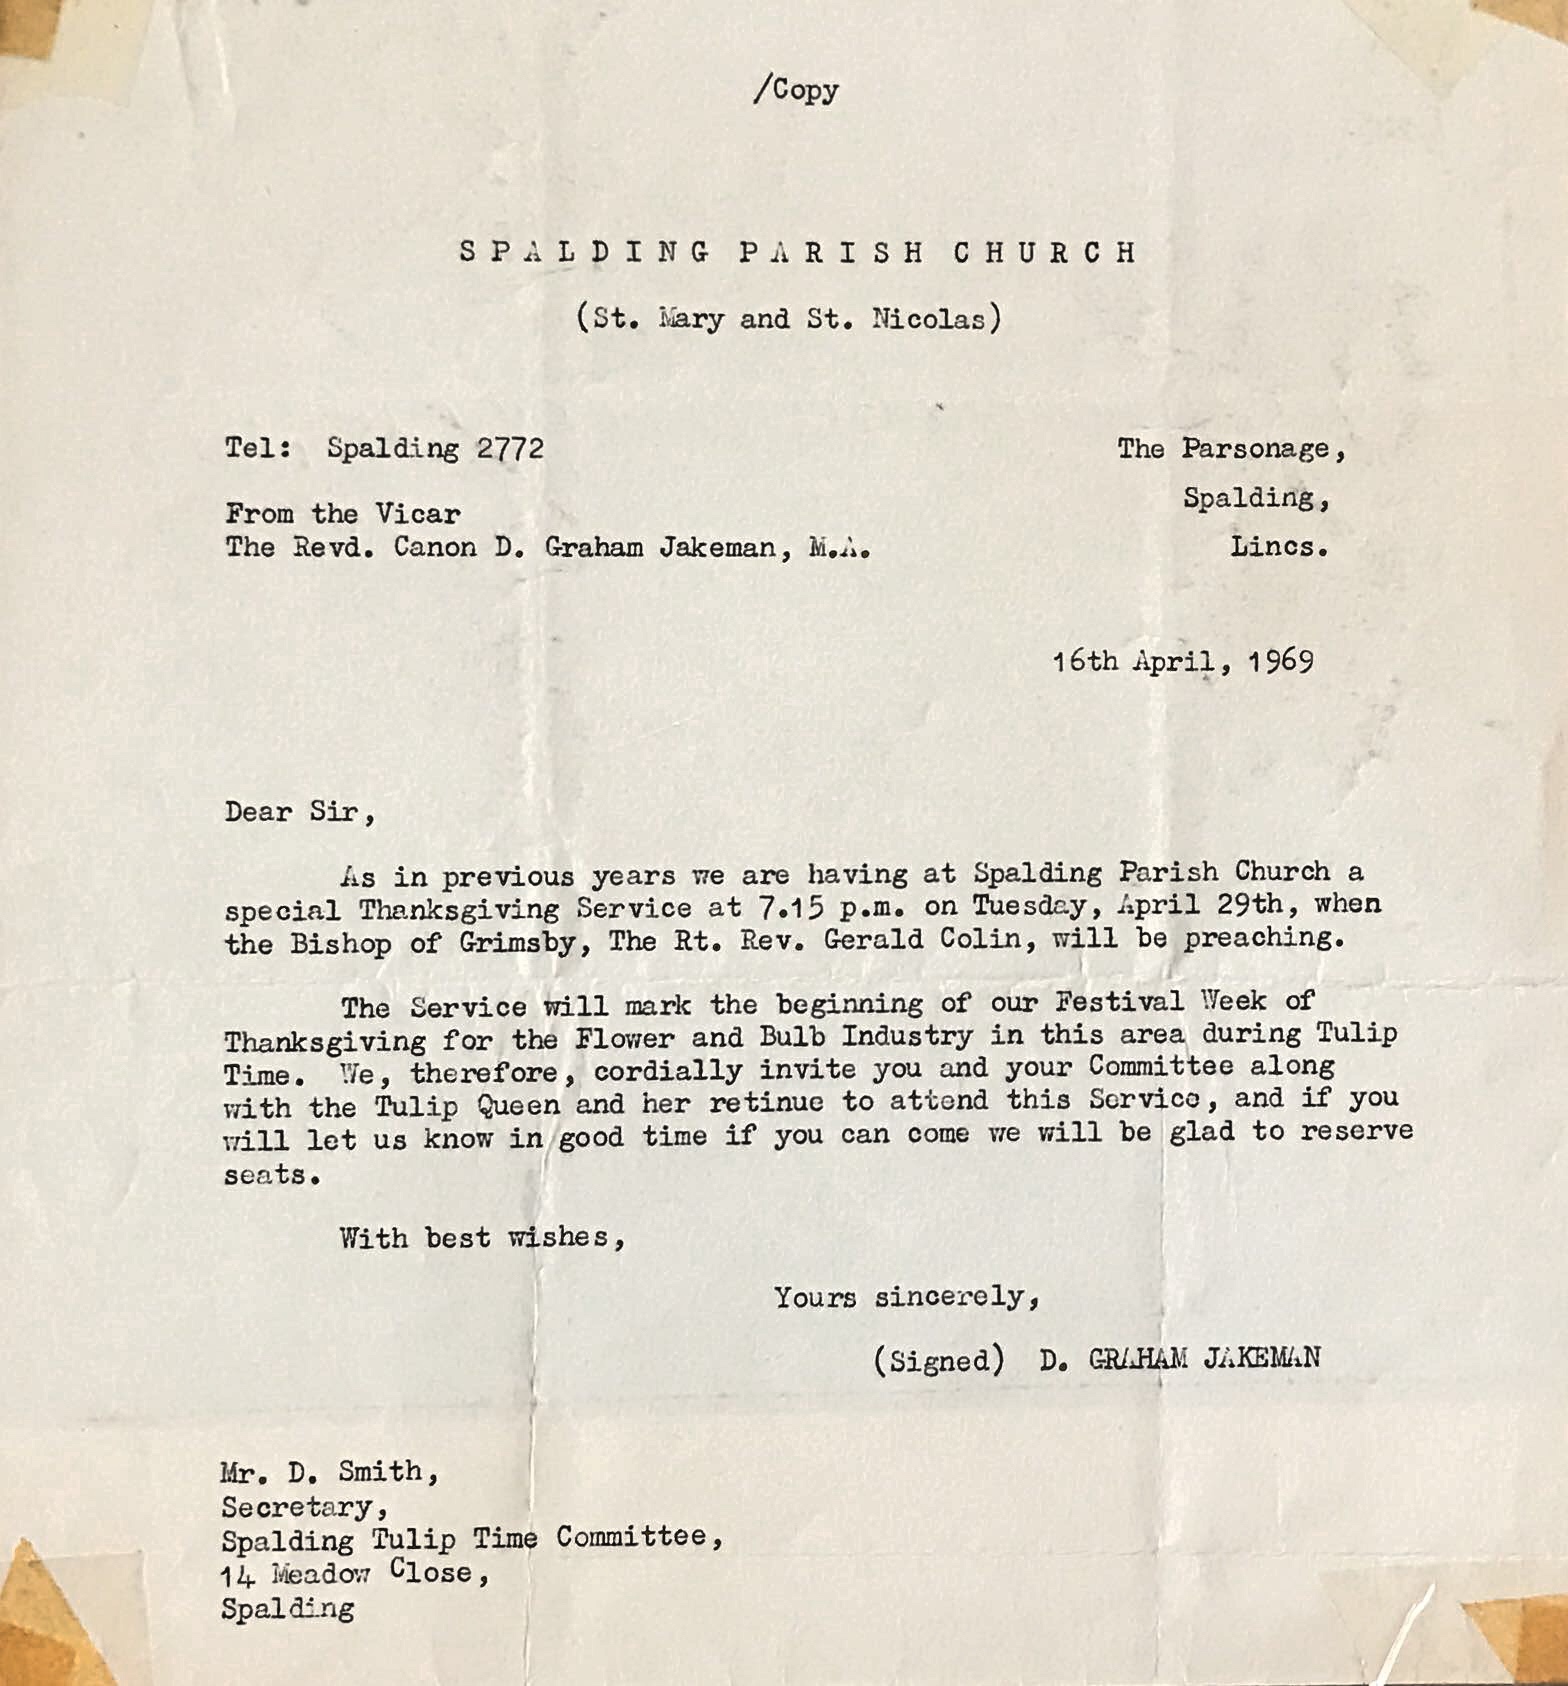 /Copy
SPALDING PARISH CHURCH
(St. Mary and St. Nicolas)
Tel: Spalding 2772
The Parsonage,
Spalding,
Lincs.
From the Vicar
The Revd. Canon D. Graham Jakeman, M.A.
16th April, 1969
Dear Sir,
As in previous years we are having at Spalding Parish Church a
special Thanksgiving Service at 7.15 p.m. on Tuesday, April 29th, when
the Bishop of Grimsby, The Rt. Rev. Gerald Colin, will be preaching.
The Service will mark the beginning of our Festival Week of
Thanksgiving for the Flower and Bulb Industry in this area during Tulip
Time. We, therefore, cordially invite you and your Committee along
with the Tulip Queen and her retinue to attend this Service, and if you
will let us know in good time if you can come we will be glad to reserve
seats.
With best wishes,
Yours sincerely,
(Signed) D. GRAHAM JAKEMAN
Mr. D. Smith,
Secretary,
Spalding Tulip Time Committee,
14 Meadow Close,
Spalding